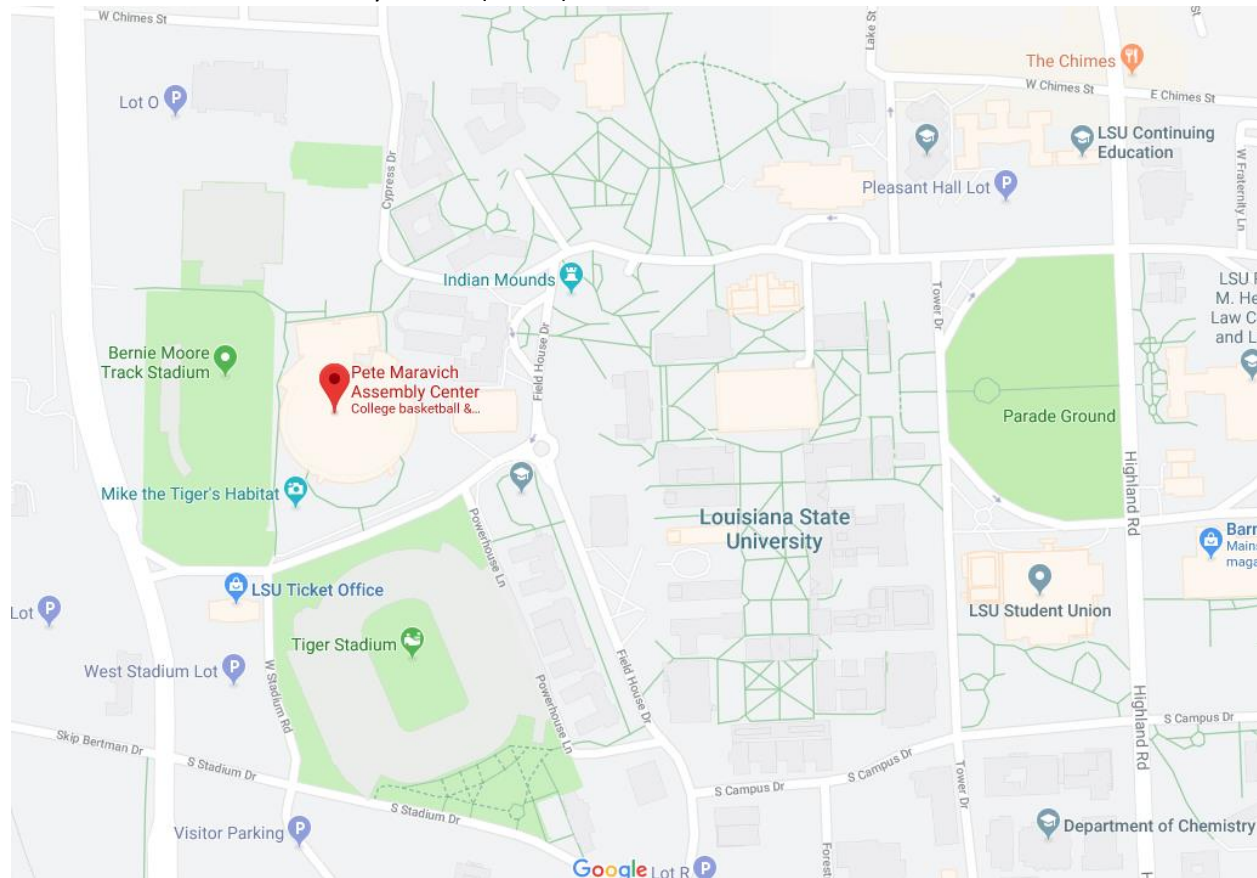 W Chimes St
Lake St
St
The Chimes
W Chimes St
E Chimes St
Lot O
LSU Continuing
Education
W Fraternity Ln
Cypress Dr
Pleasant Hall Lot
Indian Mounds
Tower Dr
LSU
M. He
Law C
and L
Bernie Moore
Track Stadium
Pete Maravich
Assembly Center
College basketball &...
Field House Dr
Parade Ground
Highland Rd
Mike the Tiger's Habitat
Powerhouse Ln
Louisiana State
University
Barn
Main
maga
LSU Ticket Office
LSU Student Union
Lot
Tiger Stadium
West Stadium Lot
W Stadium Rd
Powerhouse Ln
Field House Dr
Highland Rd
S Campus Dr
Skip Bertman Dr
S Stadium Dr
S Campus Dr
Tower Dr
S Campus Dr
S Stadium Dr
Visitor Parking
Department of Chemistry
Forest
Google
Lot R